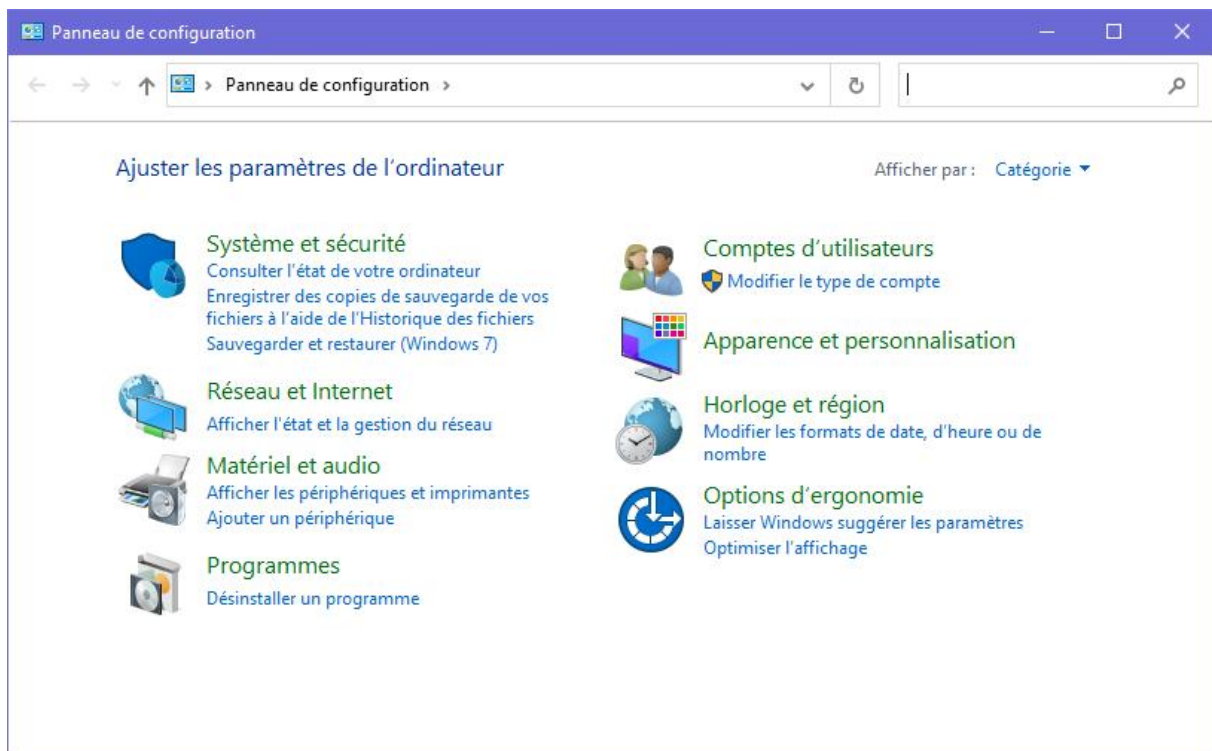 Panneau de configuration
Panneau de configuration
Ajuster les paramètres de l'ordinateur
Afficher par : Catégorie
Système et sécurité
Consulter l'état de votre ordinateur
Enregistrer des copies de sauvegarde de vos
fichiers à l'aide de l'Historique des fichiers
Sauvegarder et restaurer (Windows 7)
Réseau et Internet
Afficher l'état et la gestion du réseau
Matériel et audio
Afficher les périphériques et imprimantes
Ajouter un périphérique
Programmes
Désinstaller un programme
Comptes d'utilisateurs
Modifier le type de compte
Apparence et personnalisation
Horloge et région
Modifier les formats de date, d'heure ou de
nombre
Options d'ergonomie
Laisser Windows suggérer les paramètres
Optimiser l'affichage